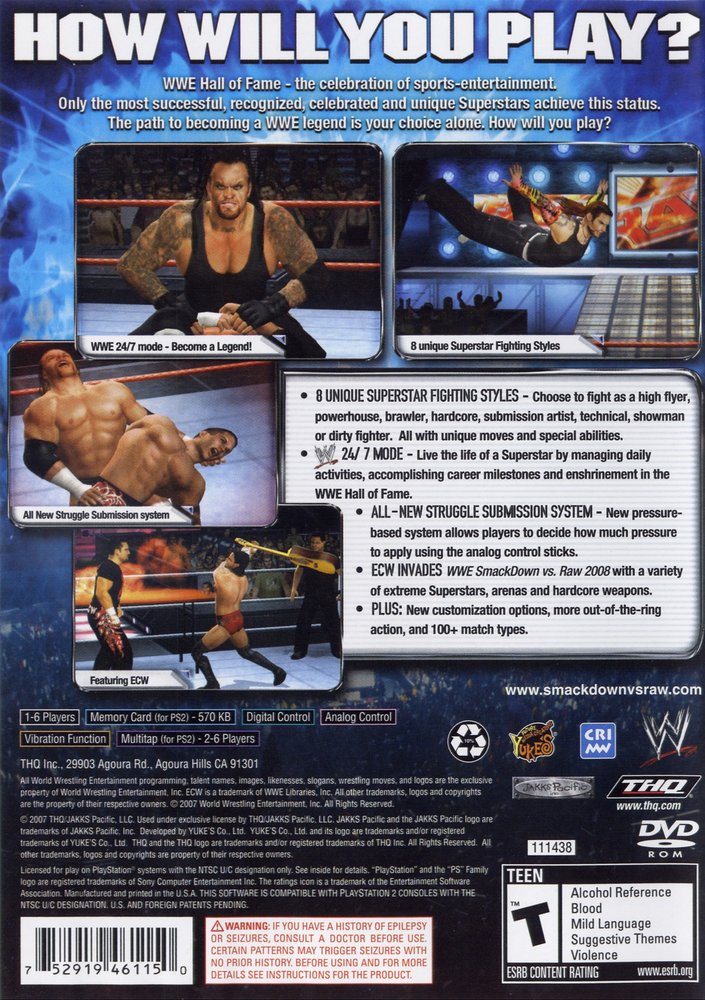 HOW WILL YOU PLAY?
WWE Hall of Fame - the celebration of sports-entertainment.
Only the most successful, recognized, celebrated and unique Superstars achieve this status.
The path to becoming a WWE legend is your choice alone. How will you play?
WWE 24/7 mode - Become a Legend!
8 unique Superstar Fighting Styles
All New Struggle Submission system
Featuring ECW
• 8 UNIQUE SUPERSTAR FIGHTING STYLES - Choose to fight as a high flyer,
powerhouse, brawler, hardcore, submission artist, technical, showman
or dirty fighter. All with unique moves and special abilities.
• W 24/ 7 MODE - Live the life of a Superstar by managing daily
activities, accomplishing career milestones and enshrinement in the
WWE Hall of Fame.
• ALL-NEW STRUGGLE SUBMISSION SYSTEM - New pressure-
based system allows players to decide how much pressure
to apply using the analog control sticks.
• ECW INVADES WWE SmackDown vs. Raw 2008 with a variety
of extreme Superstars, arenas and hardcore weapons.
• PLUS: New customization options, more out-of-the-ring
action, and 100+ match types.
www.smackdownvsraw.com
1-6 Players
Memory Card (for PS2) - 570 KB
Digital Control
Analog Control
Vibration Function
Multitap (for PS2) - 2-6 Players
THQ Inc., 29903 Agoura Rd., Agoura Hills CA 91301
All World Wrestling Entertainment programming, talent names, images, likenesses, slogans, wrestling moves, and logos are the exclusive
property of World Wrestling Entertainment, Inc. ECW is a trademark of WWE Libraries, Inc. All other trademarks, logos and copyrights
are the property of their respective owners. © 2007 World Wrestling Entertainment, Inc. All Rights Reserved.
© 2007 THQ/JAKKS Pacific, LLC. Used under exclusive license by THQ/JAKKS Pacific, LLC. JAKKS Pacific and the JAKKS Pacific logo are
trademarks of JAKKS Pacific, Inc. Developed by YUKE'S Co., Ltd. YUKE'S Co., Ltd. and its logo are trademarks and/or registered
trademarks of YUKE'S Co., Ltd. THQ and the THQ logo are trademarks and/or registered trademarks of THQ Inc. All Rights Reserved. All
other trademarks, logos and copyrights are property of their respective owners.
Licensed for play on PlayStation® systems with the NTSC U/C designation only. See inside for details. "PlayStation" and the "PS" Family
logo are registered trademarks of Sony Computer Entertainment Inc. The ratings icon is a trademark of the Entertainment Software
Association. Manufactured and printed in the U.S.A. THIS SOFTWARE IS COMPATIBLE WITH PLAYSTATION 2 CONSOLES WITH THE
NTSC U/C DESIGNATION. U.S. AND FOREIGN PATENTS PENDING.
YUKE'S
CRI
MW
W
JAKKS Pacific
THQ
www.thq.com
DVD
ROM
111438
7 52919 46115 0
WARNING: IF YOU HAVE A HISTORY OF EPILEPSY
OR SEIZURES, CONSULT A DOCTOR BEFORE USE.
CERTAIN PATTERNS MAY TRIGGER SEIZURES WITH
NO PRIOR HISTORY. BEFORE USING AND FOR MORE
DETAILS SEE INSTRUCTIONS FOR THE PRODUCT.
TEEN
T
TM
Alcohol Reference
Blood
Mild Language
Suggestive Themes
Violence
ESRB CONTENT RATING
www.esrb.org